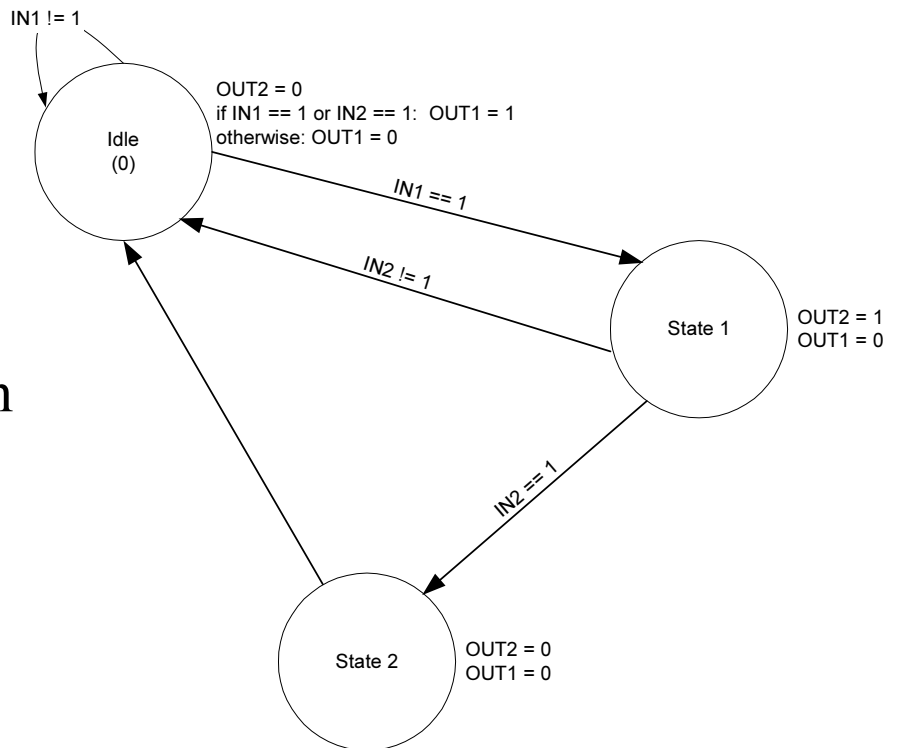 IN1 != 1
OUT2 = 0
if IN1 == 1 or IN2 == 1: OUT1 = 1
otherwise: OUT1 = 0
Idle
(0)
IN1 == 1
IN2 != 1
State 1
OUT2 = 1
OUT1 = 0
n
IN2 == 1
State 2
OUT2 = 0
OUT1 = 0